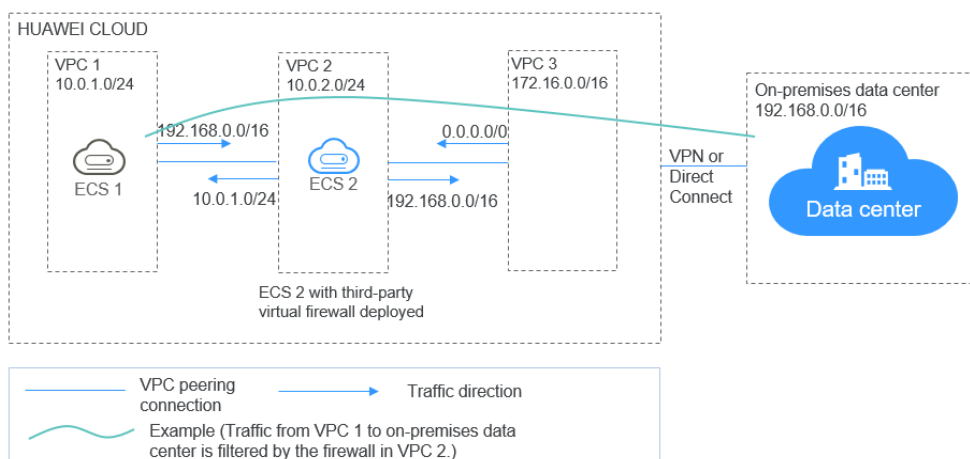 HUAWEI CLOUD
VPC 1
10.0.1.0/24
VPC 2
10.0.2.0/24
VPC 3
172.16.0.0/16
On-premises data center
192.168.0.0/16
192.168.0.0/16
0.0.0.0/0
ECS 1
ECS 2
10.0.1.0/24
192.168.0.0/16
VPN or
Direct
Connect
Data center
ECS 2 with third-party
virtual firewall deployed
VPC peering
connection
Traffic direction
Example (Traffic from VPC 1 to on-premises data
center is filtered by the firewall in VPC 2.)